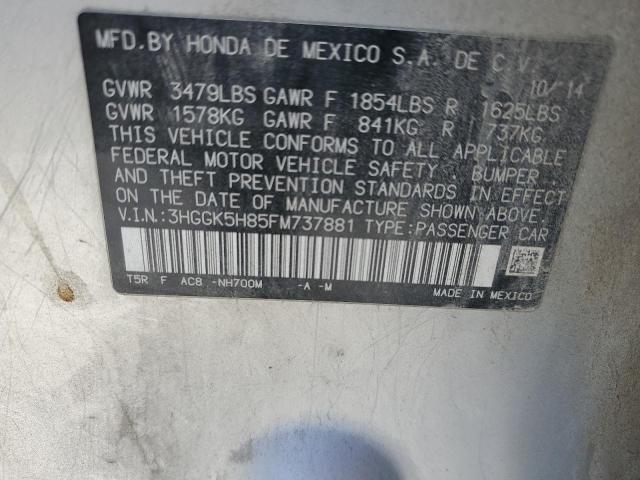 MFD.BY HONDA DE MEXICO S.A. DE C.V.
10/14
GVWR 3479LBS GAWR F 1854LBS R 1625LBS
GVWR 1578KG GAWR F 841KG R 737KG
THIS VEHICLE CONFORMS TO ALL APPLICABLE
FEDERAL MOTOR VEHICLE SAFETY, BUMPER,
AND THEFT PREVENTION STANDARDS IN EFFECT
ON THE DATE OF MANUFACTURE SHOWN ABOVE.
V.I.N.:3HGGK5H85FM737881 TYPE:PASSENGER CAR
T5R F AC8 -NH700M -A -M
MADE IN MEXICO